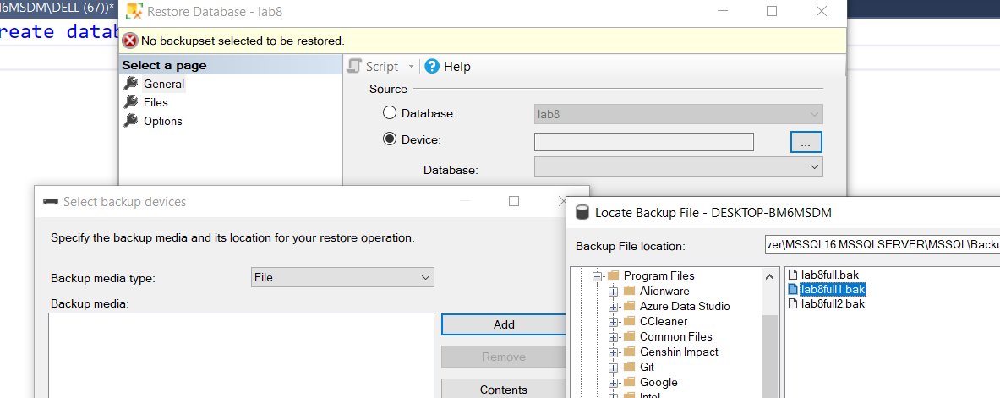 M6MSDM\DELL (67))*
reate datab
Restore Database - lab8
No backupset selected to be restored.
Select a page
General
Files
Options
Script
Help
Source
Database:
lab8
Device:
...
Database:
Select backup devices
Specify the backup media and its location for your restore operation.
Backup media type:
File
Backup media:
Add
Remove
Contents
Locate Backup File - DESKTOP-BM6MSDM
Backup File location:
ver\MSSQL16.MSSQLSERVER\MSSQL\Backu
Program Files
Alienware
Azure Data Studio
CCleaner
Common Files
Genshin Impact
Git
Google
Intel
lab8full.bak
lab8full1.bak
lab8full2.bak